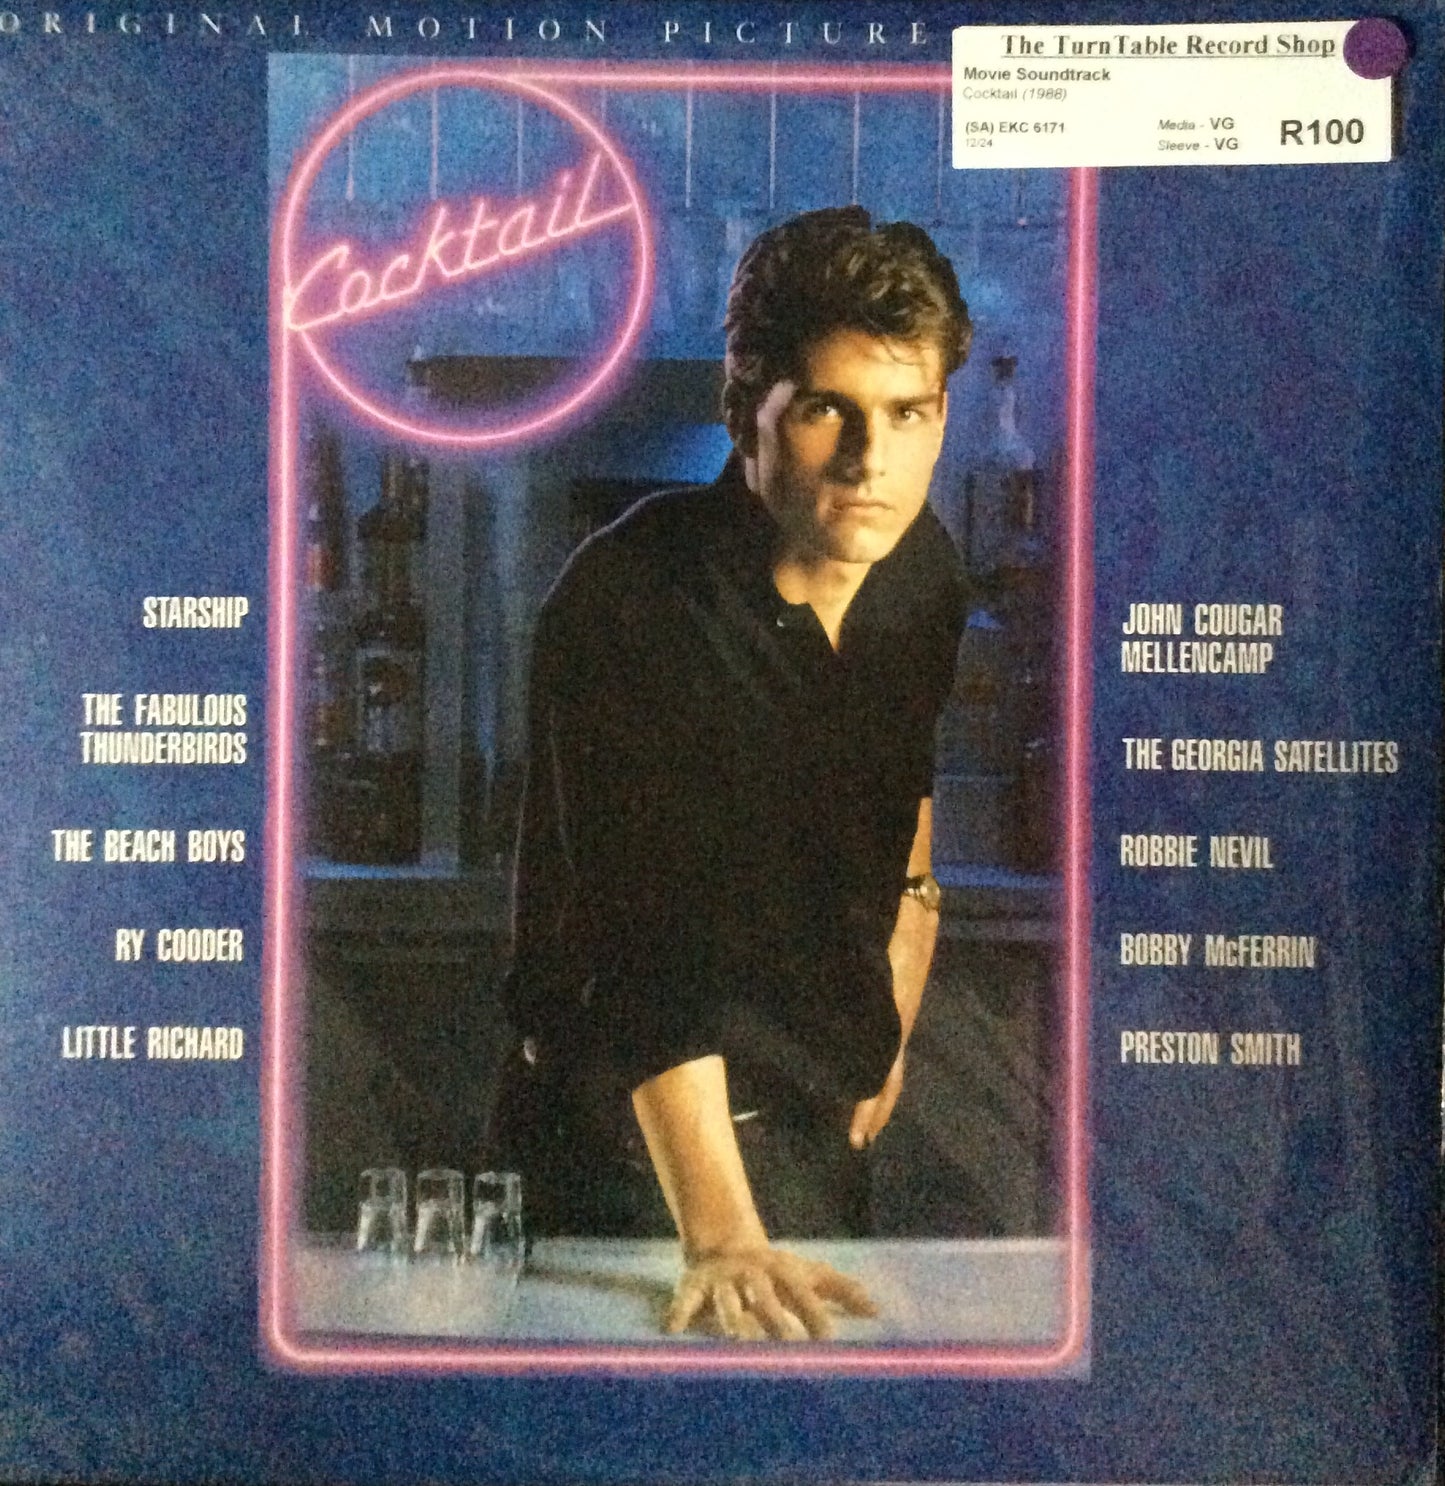 ORIGINAL MOTION PICTURE
The TurnTable Record Shop
Movie Soundtrack
Cocktail (1988)
(SA) EKC 6171
12/24
Media - VG
Sleeve - VG
R100
Cocktail
STARSHIP
THE FABULOUS
THUNDERBIRDS
THE BEACH BOYS
RY COODER
LITTLE RICHARD
JOHN COUGAR
MELLENCAMP
THE GEORGIA SATELLITES
ROBBIE NEVIL
BOBBY McFERRIN
PRESTON SMITH